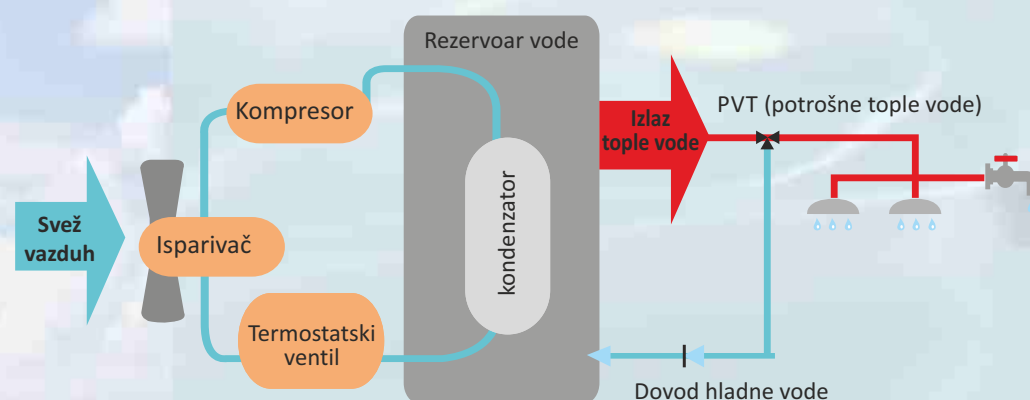 Rezervoar vode
Kompresor
Izlaz
tople vode
PVT (potrošne tople vode)
Svež
vazduh
Isparivač
kondenzator
Termostatski
ventil
Dovod hladne vode